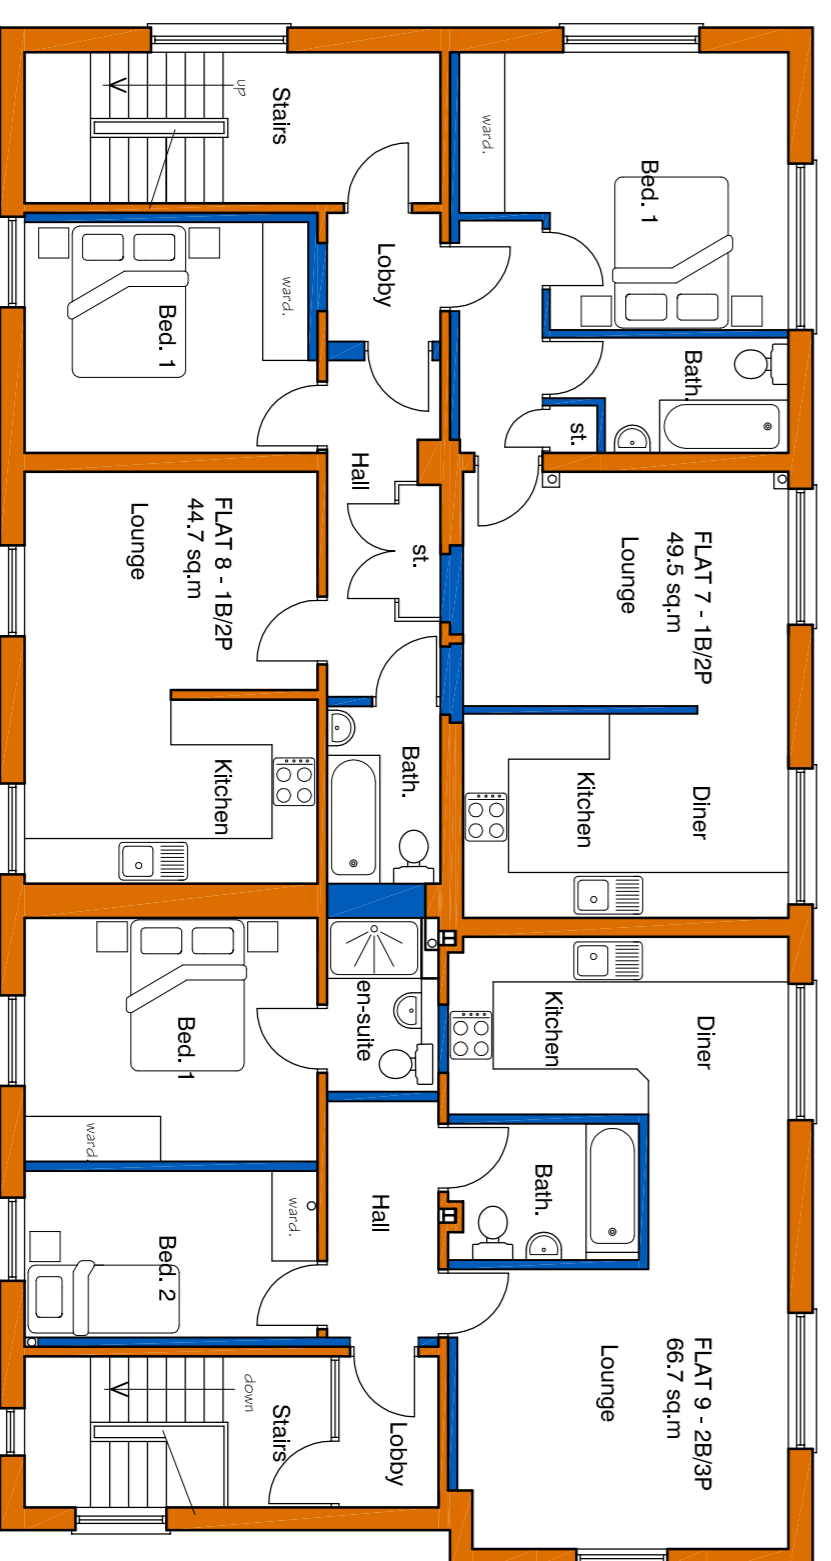 up
Stairs
ward.
Bed. 1
Lobby
ward.
Bed. 1
Bath.
st.
Hall
st.
FLAT 7 - 1B/2P
49.5 sq.m
Lounge
FLAT 8 - 1B/2P
44.7 sq.m
Lounge
Kitchen
Bath.
Kitchen
Diner
en-suite
Kitchen
Diner
Bed. 1
ward.
Hall
Bath.
ward.
Bed. 2
FLAT 9 - 2B/3P
66.7 sq.m
Lounge
down
Stairs
Lobby